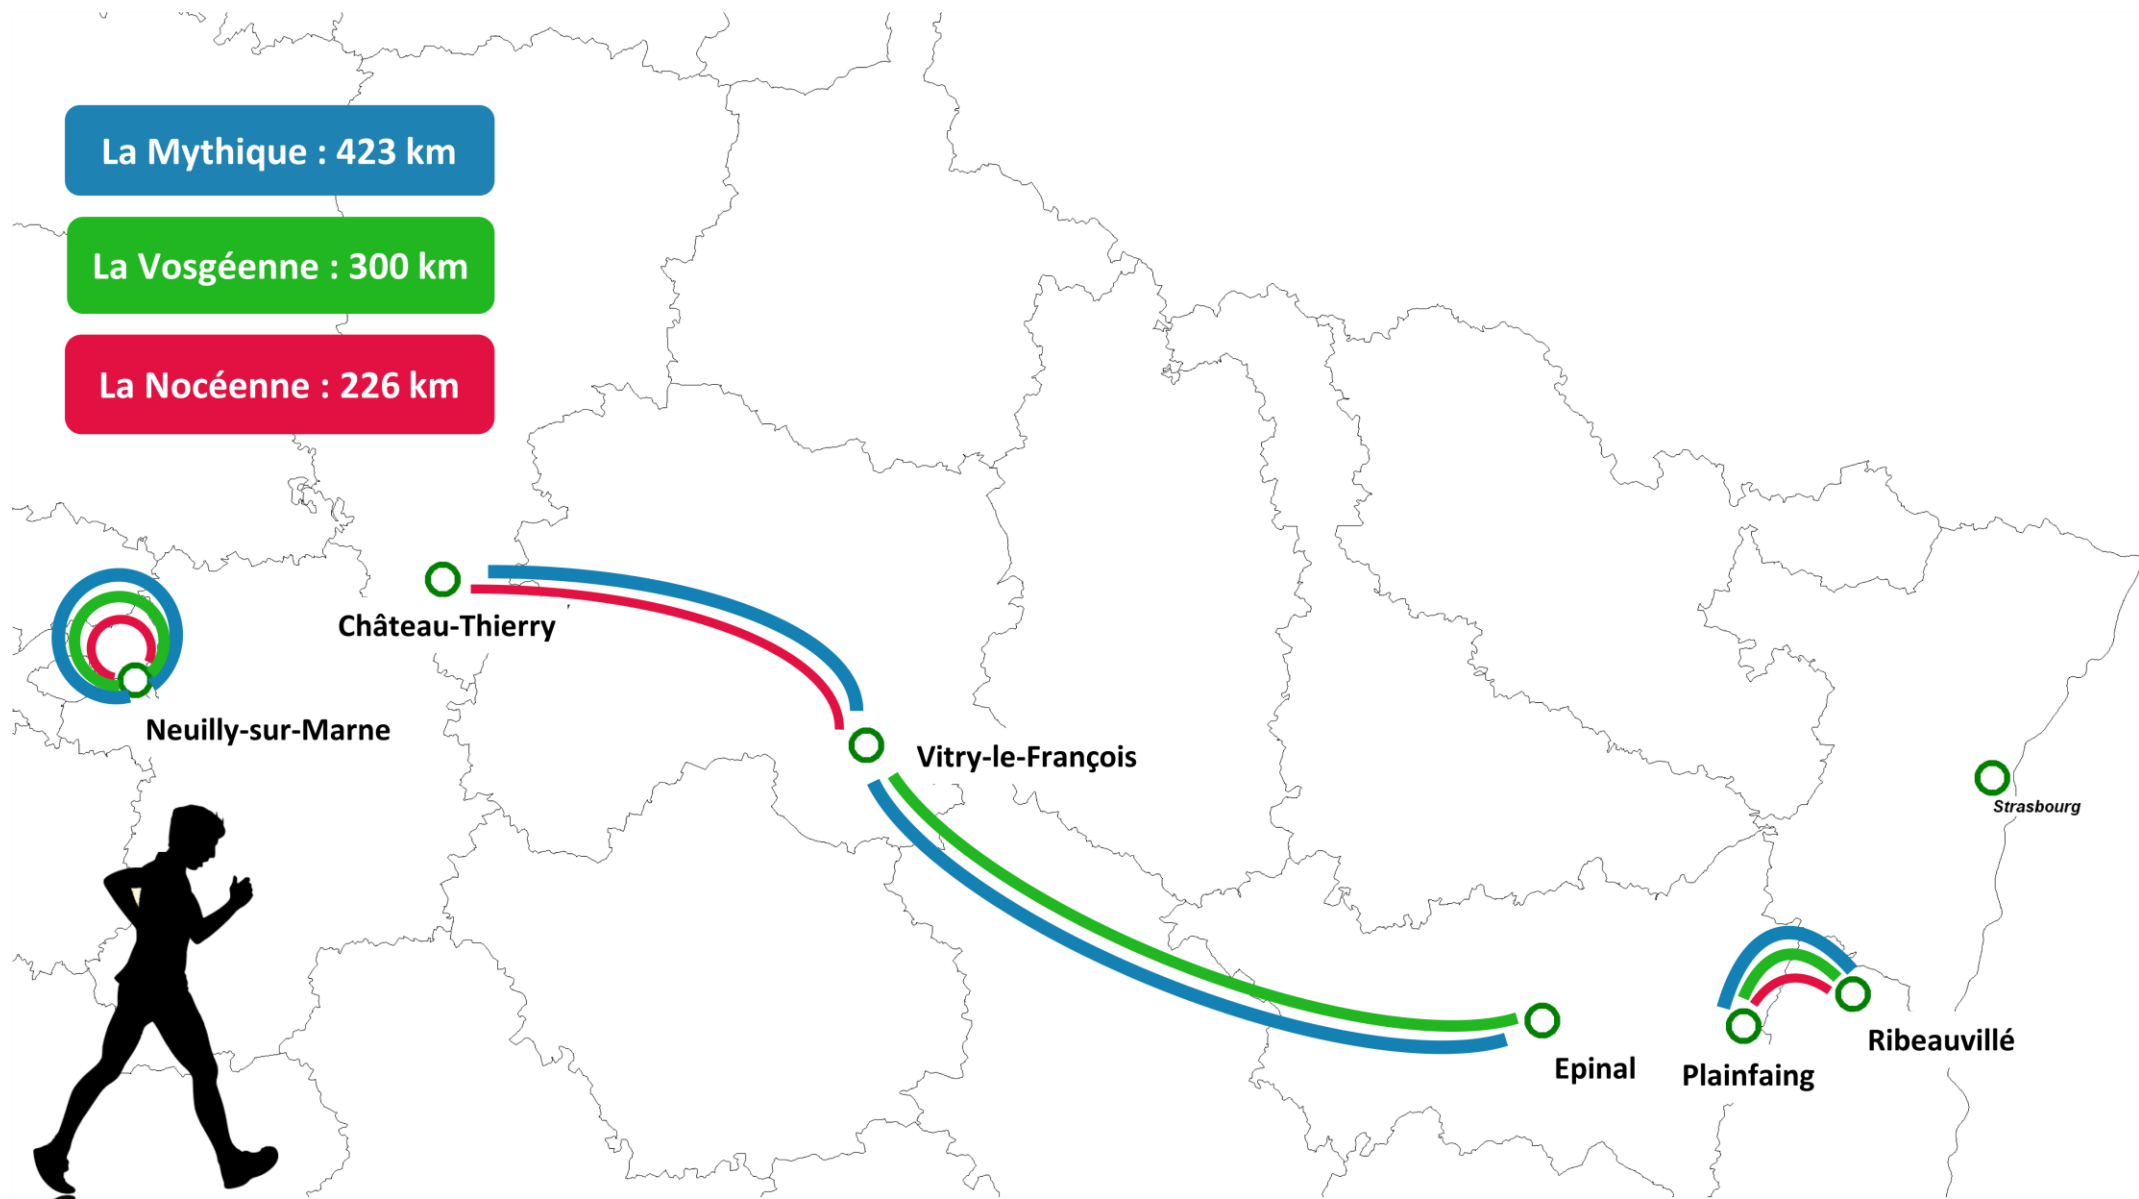 La Mythique : 423 km
La Vosgéenne : 300 km
La Nocéenne : 226 km
Château-Thierry
Neuilly-sur-Marne
Vitry-le-François
Strasbourg
Ribeauvillé
Epinal
Plainfaing